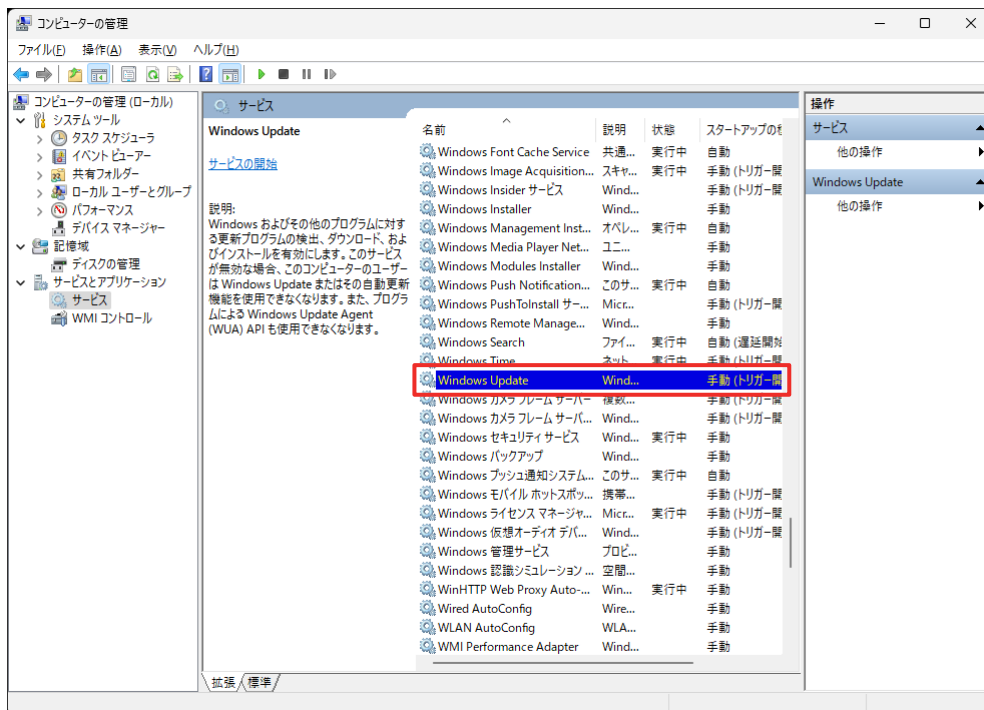 コンピューターの管理
ファイル(F) 操作(A) 表示(V) ヘルプ(H)
コンピューターの管理 (ローカル)
システム ツール
タスク スケジューラ
イベント ビューアー
共有フォルダー
ローカル ユーザーとグループ
パフォーマンス
デバイス マネージャー
記憶域
ディスクの管理
サービスとアプリケーション
サービス
WMI コントロール
サービス
Windows Update
サービスの開始
説明:
Windows およびその他のプログラムに対す
る更新プログラムの検出、ダウンロード、およ
びインストールを有効にします。このサービス
が無効な場合、このコンピューターのユーザー
は Windows Update またはその自動更新
機能を使用できなくなります。また、プログラ
ムによる Windows Update Agent
(WUA) API も使用できなくなります。
名前 説明 状態 スタートアップの種
Windows Font Cache Service 共通... 実行中 自動
Windows Image Acquisition... スキャ... 実行中 手動 (トリガー開
Windows Insider サービス Wind... 手動 (トリガー開
Windows Installer Wind... 手動
Windows Management Inst... オペレ... 実行中 自動
Windows Media Player Net... ユニ... 手動
Windows Modules Installer Wind... 手動
Windows Push Notification... このサ... 実行中 自動
Windows PushToInstall サー... Micr... 手動 (トリガー開
Windows Remote Manage... Wind... 手動
Windows Search ファイ... 実行中 自動 (遅延開始
Windows Time ネット 実行中 手動 (トリガー開
Windows Update Wind... 手動 (トリガー開
Windows カメラ フレーム サーバー 複数... 手動 (トリガー開
Windows カメラ フレーム サーバ... Wind... 手動 (トリガー開
Windows セキュリティ サービス Wind... 実行中 手動
Windows バックアップ Wind... 手動
Windows プッシュ通知システム... このサ... 実行中 自動
Windows モバイル ホットスポッ... 携帯... 手動 (トリガー開
Windows ライセンス マネージャ... Micr... 実行中 手動 (トリガー開
Windows 仮想オーディオ デバ... Wind... 手動 (トリガー開
Windows 管理サービス プロビ... 手動
Windows 認識シミュレーション ... 空間... 手動
WinHTTP Web Proxy Auto-... Win... 実行中 手動
Wired AutoConfig Wire... 手動
WLAN AutoConfig WLA... 手動
WMI Performance Adapter Wind... 手動
拡張 標準
操作
サービス
他の操作
Windows Update
他の操作